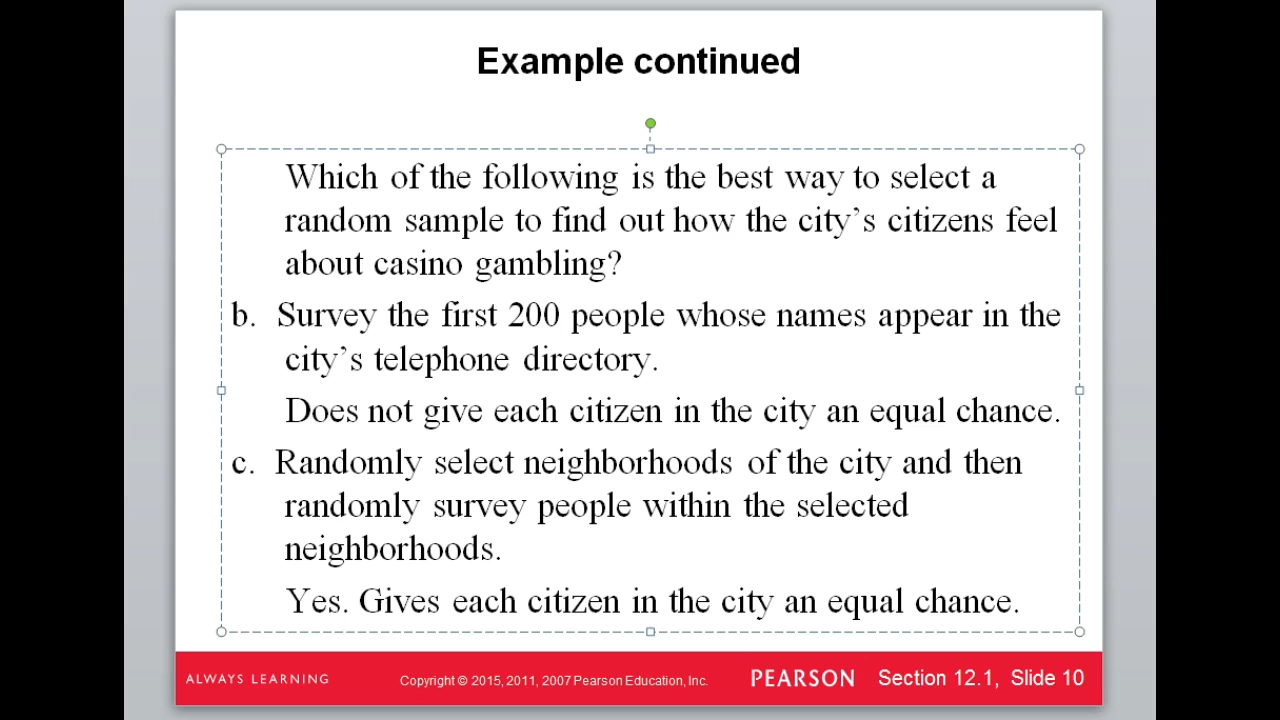 Example continued
Which of the following is the best way to select a
random sample to find out how the city’s citizens feel
about casino gambling?
b. Survey the first 200 people whose names appear in the
city’s telephone directory.
Does not give each citizen in the city an equal chance.
c. Randomly select neighborhoods of the city and then
randomly survey people within the selected
neighborhoods.
Yes. Gives each citizen in the city an equal chance.
ALWAYS LEARNING Copyright © 2015, 2011, 2007 Pearson Education, Inc. PEARSON Section 12.1, Slide 10